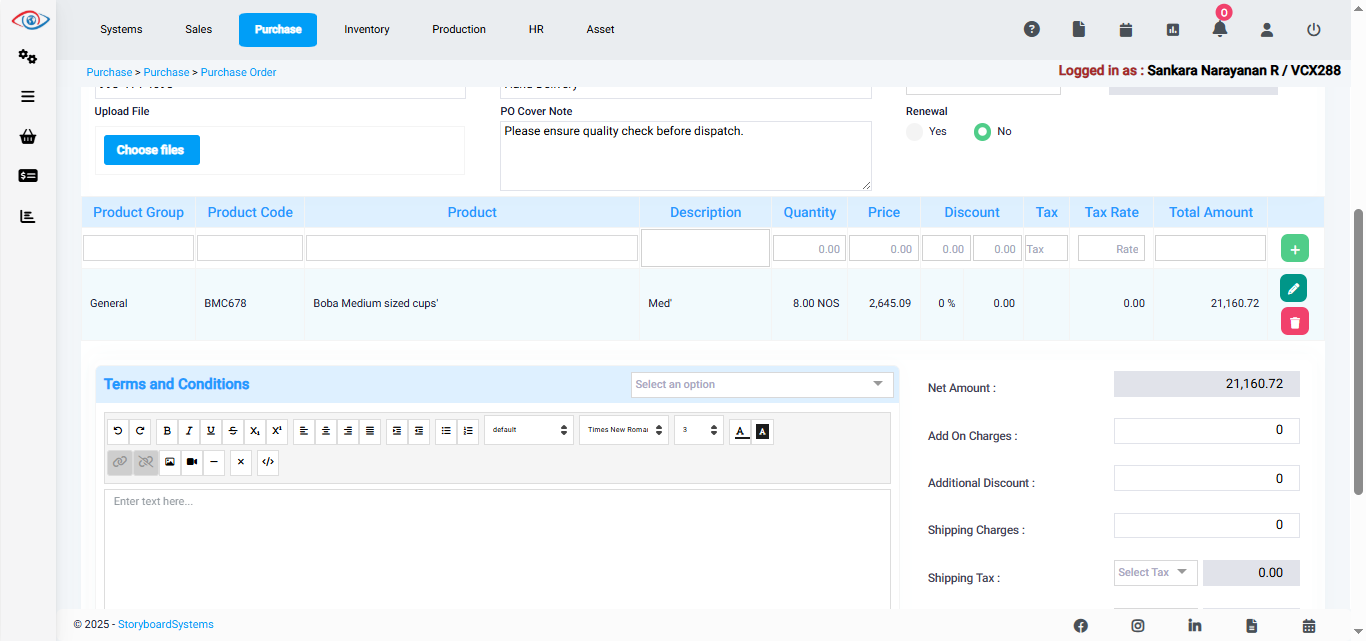 Systems Sales Purchase Inventory Production HR Asset 0
Purchase > Purchase > Purchase Order
Logged in as : Sankara Narayanan R / VCX288
Hand Delivery
Upload File PO Cover Note Renewal
Choose files
Please ensure quality check before dispatch.
Yes No
Product Group Product Code Product Description Quantity Price Discount Tax Tax Rate Total Amount
0.00 0.00 0.00 0.00 Tax Rate +
General BMC678 Boba Medium sized cups' Med' 8.00 NOS 2,645.09 0 % 0.00 0.00 21,160.72
Terms and Conditions Select an option
Net Amount : 21,160.72
default Times New Roma 3
Add On Charges : 0
Enter text here...
Additional Discount : 0
Shipping Charges : 0
Shipping Tax : Select Tax 0.00
© 2025 - StoryboardSystems